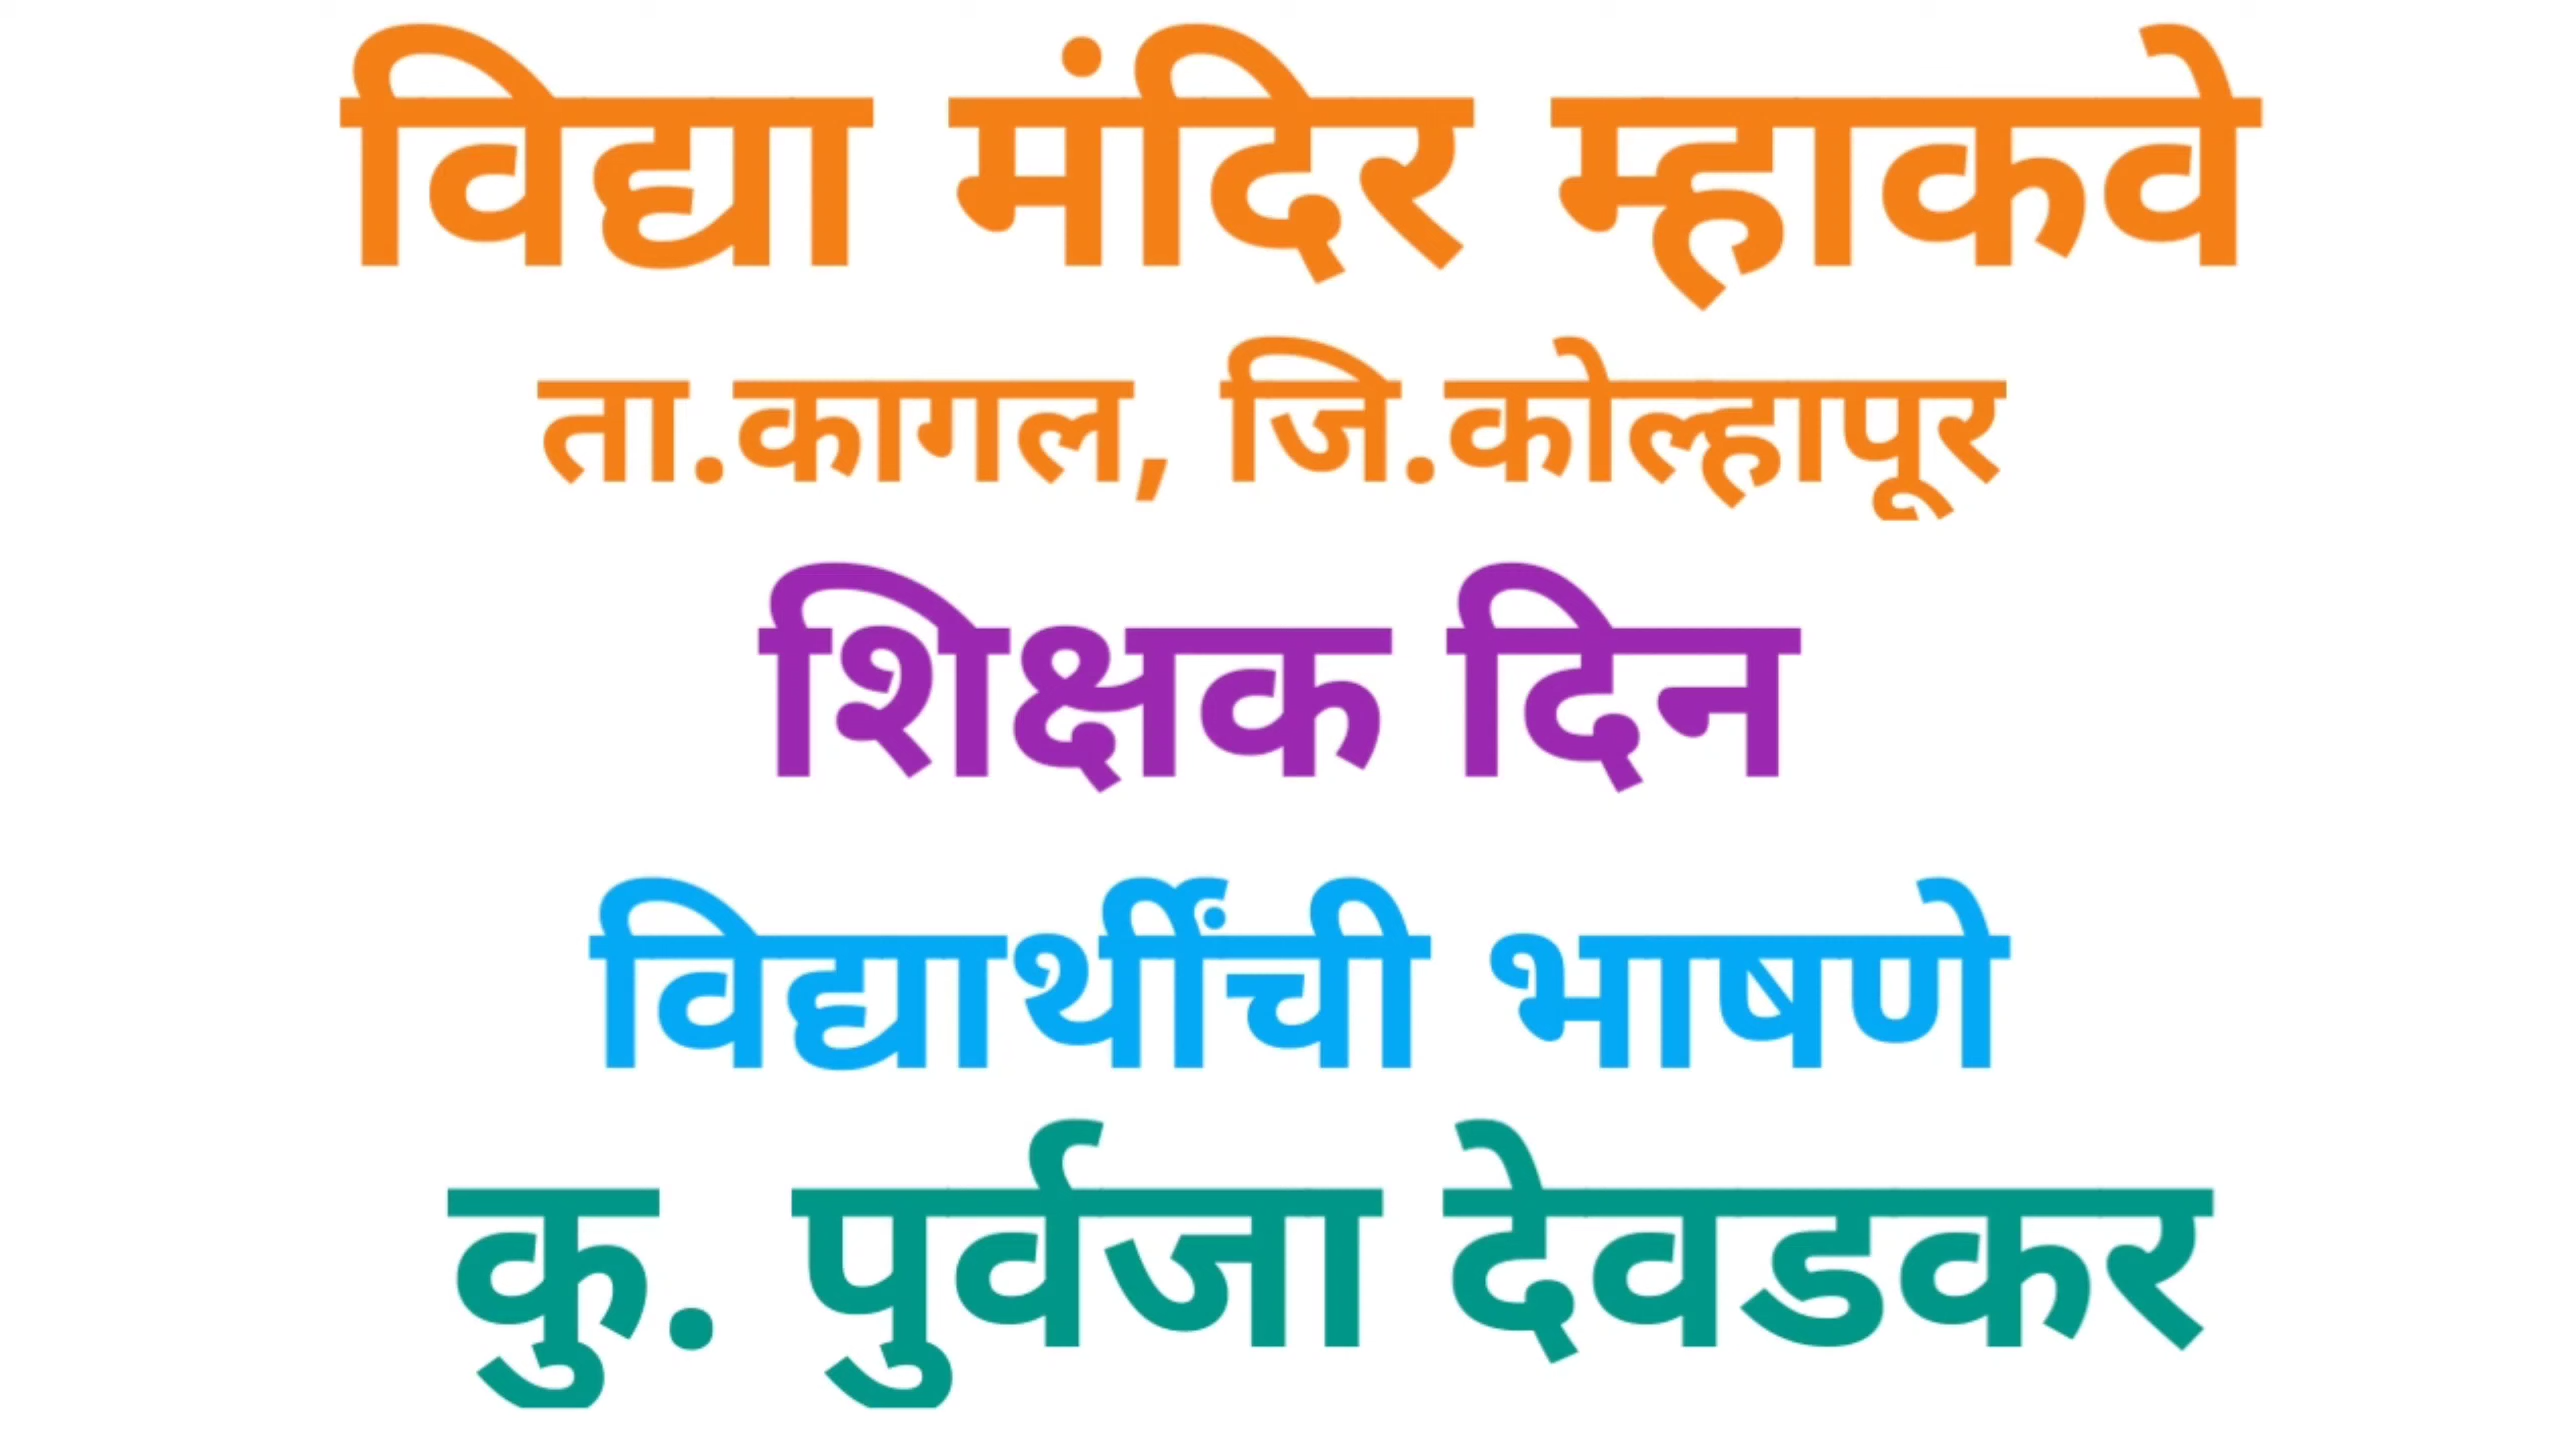 विद्या मंदिर म्हाकवे
ता.कागल, जि.कोल्हापूर
शिक्षक दिन
विद्यार्थींची भाषणे
कु. पुर्वजा देवडकर